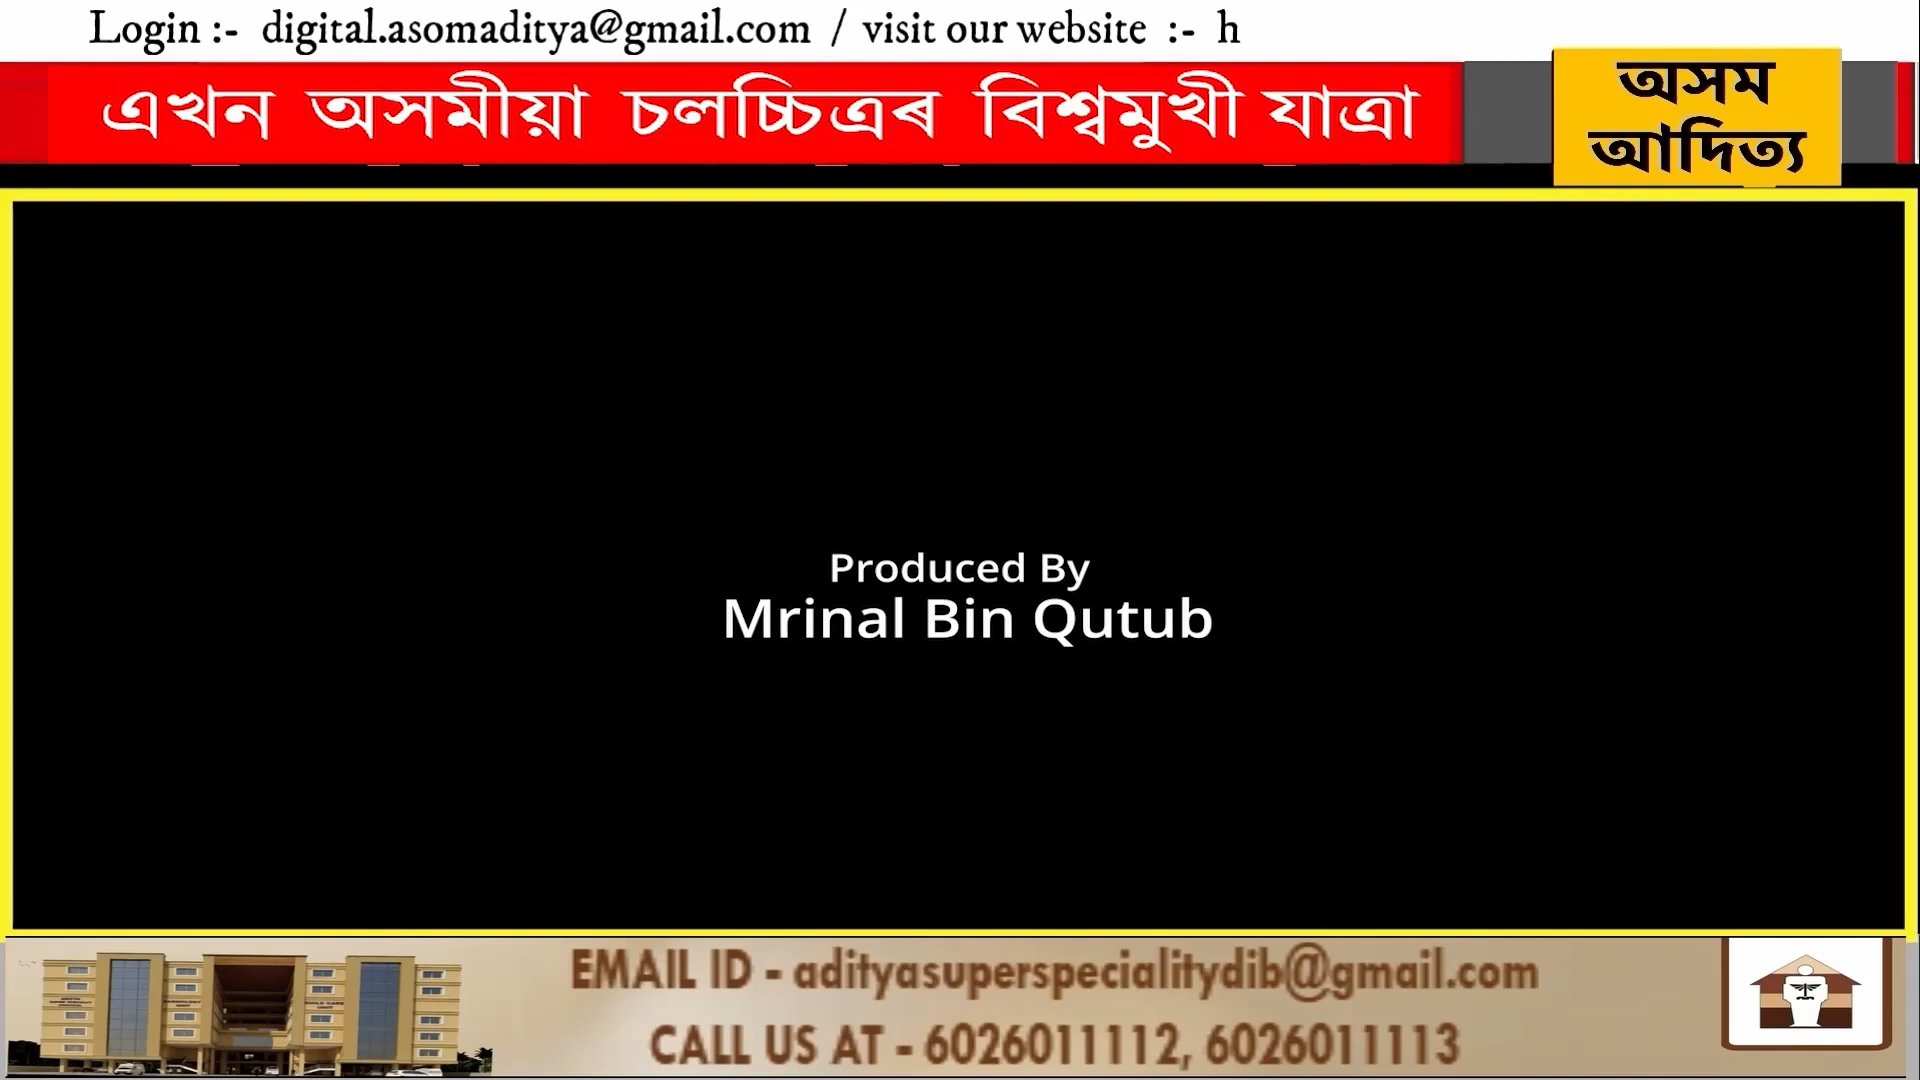 Login :- digital.asomaditya@gmail.com / visit our website :- h
এখন অসমীয়া চলচ্চিত্ৰৰ বিশ্বমুখী যাত্ৰা
অসম
আদিত্য
Produced By
Mrinal Bin Qutub
EMAIL ID - adityasuperspecialitydib@gmail.com
CALL US AT - 6026011112, 6026011113